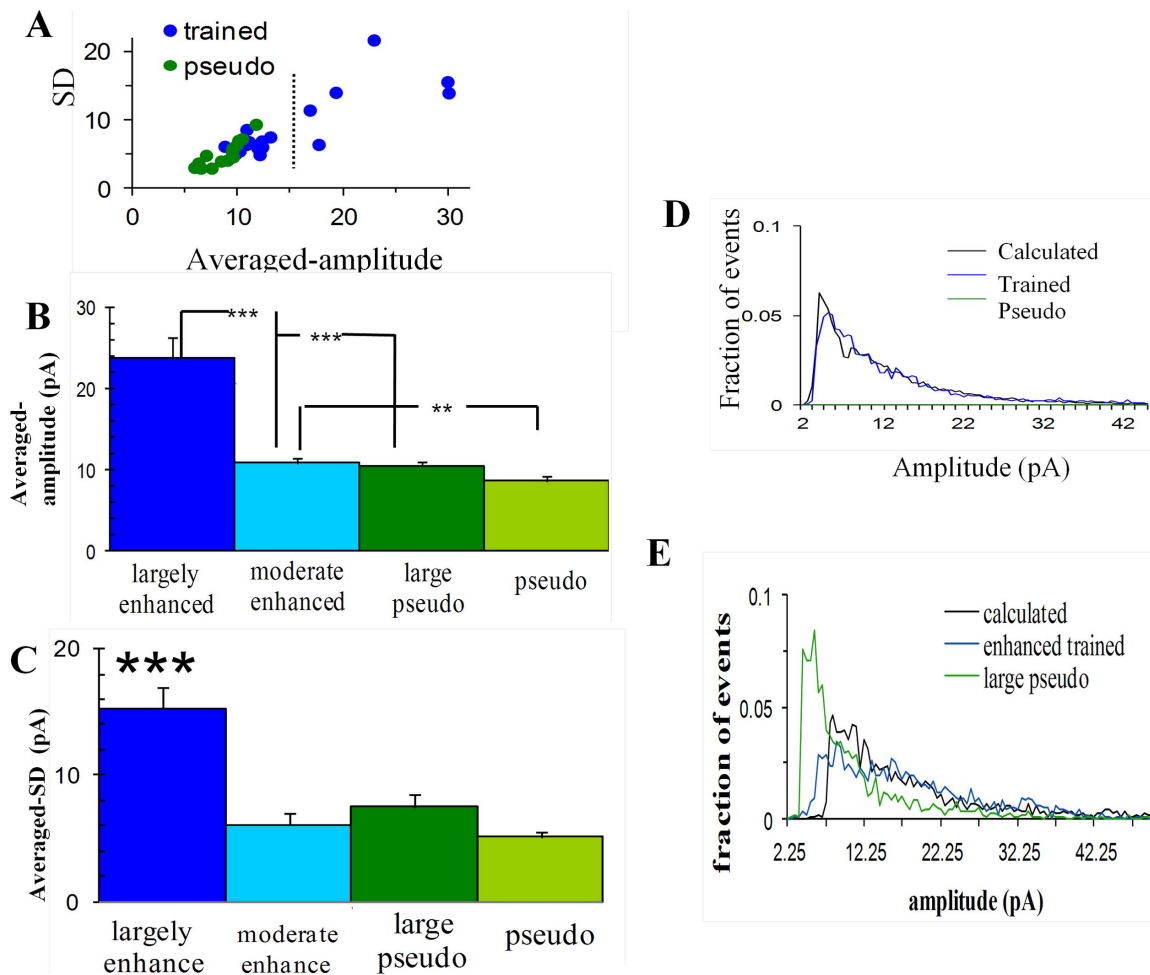 A
SD
20
10
0
trained
pseudo
0 10 20 30
Averaged-amplitude
B
Averaged-
amplitude (pA)
30
20
10
0
***
***
**
largely
enhanced
moderate
enhanced
large
pseudo
pseudo
C
Averaged-SD (pA)
20
10
0
***
largely
enhance
moderate
enhance
large
pseudo
pseudo
D
Fraction of events
0.1
0.05
0
Calculated
Trained
Pseudo
2 12 22 32 42
Amplitude (pA)
E
fraction of events
0.1
0.05
0
calculated
enhanced trained
large pseudo
2.25 12.25 22.25 32.25 42.25
amplitude (pA)